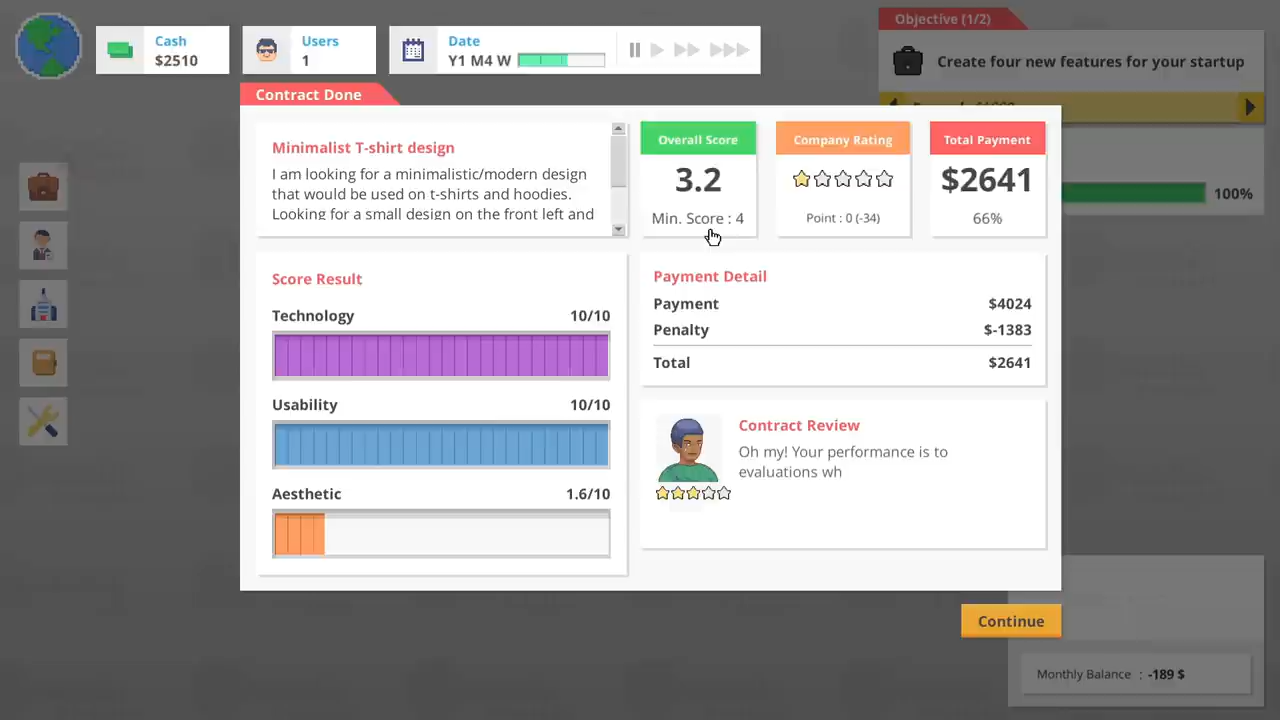 Cash
$2510
Users
1
Date
Y1 M4 W
Objective (1/2)
Create four new features for your startup
100%
Contract Done
Minimalist T-shirt design
I am looking for a minimalistic/modern design
that would be used on t-shirts and hoodies.
Looking for a small design on the front left and
Overall Score
3.2
Min. Score : 4
Company Rating
Point : 0 (-34)
Total Payment
$2641
66%
Score Result
Technology 10/10
Usability 10/10
Aesthetic 1.6/10
Payment Detail
Payment $4024
Penalty $-1383
Total $2641
Contract Review
Oh my! Your performance is to
evaluations wh
Continue
Monthly Balance : -189 $